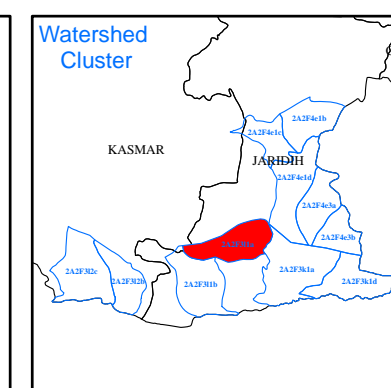 Watershed
Cluster
2A2F4e1b
2A2F4e1c
KASMAR
JARIDIH
2A2F4e1d
2A2F4e3a
2A2F4e3b
2A2F3l2c
2A2F3l2b
2A2F3k1a
2A2F3k1d
2A2F3l1b